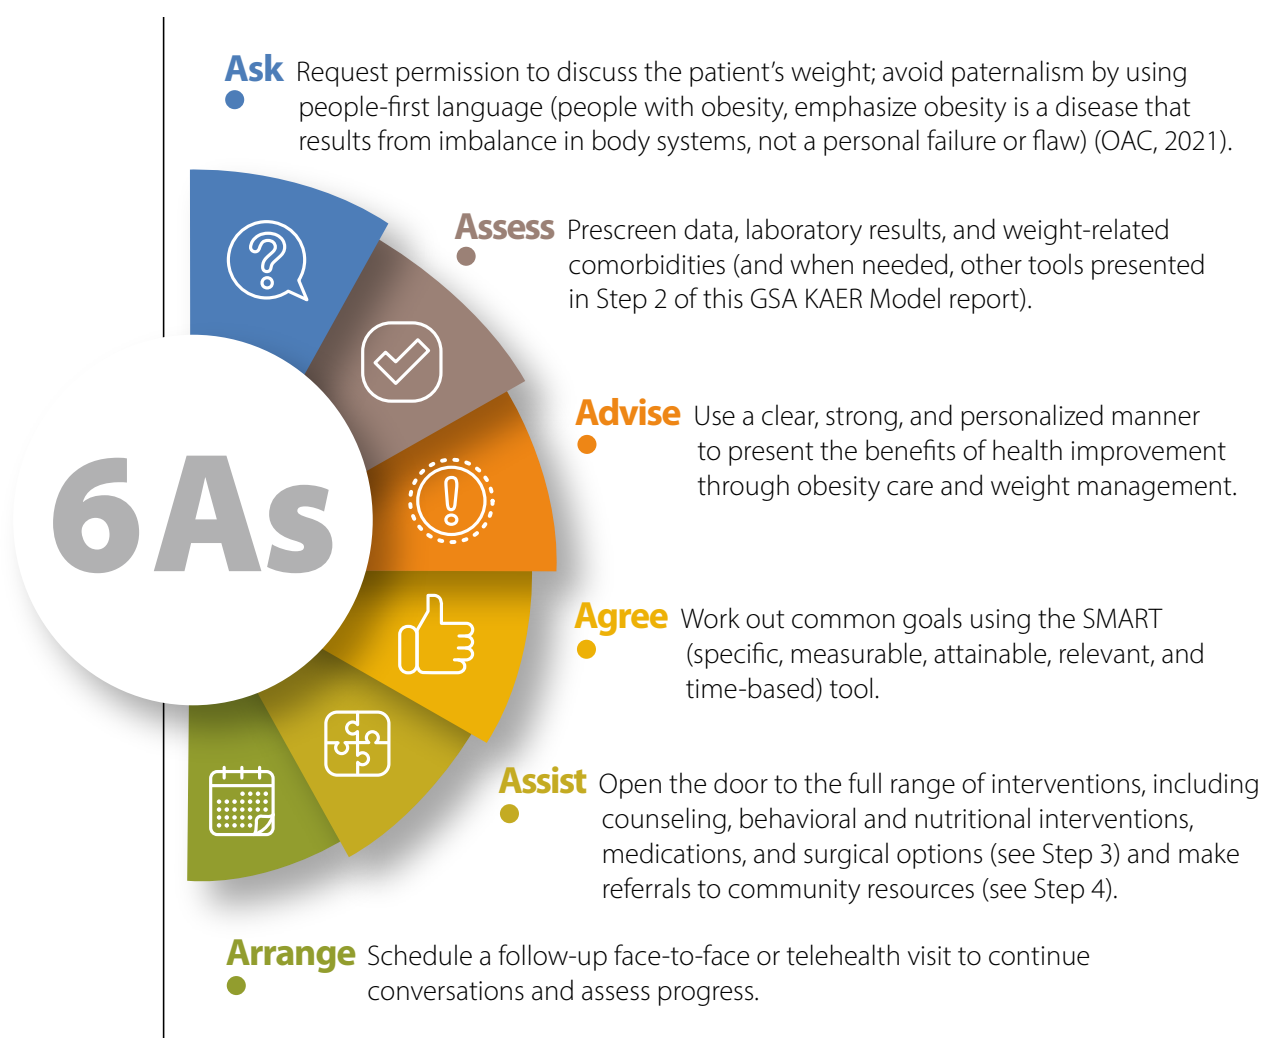 Ask Request permission to discuss the patient’s weight; avoid paternalism by using
people-first language (people with obesity, emphasize obesity is a disease that
results from imbalance in body systems, not a personal failure or flaw) (OAC, 2021).
Assess Prescreen data, laboratory results, and weight-related
comorbidities (and when needed, other tools presented
in Step 2 of this GSA KAER Model report).
Advise Use a clear, strong, and personalized manner
to present the benefits of health improvement
through obesity care and weight management.
6As
Agree Work out common goals using the SMART
(specific, measurable, attainable, relevant, and
time-based) tool.
Assist Open the door to the full range of interventions, including
counseling, behavioral and nutritional interventions,
medications, and surgical options (see Step 3) and make
referrals to community resources (see Step 4).
Arrange Schedule a follow-up face-to-face or telehealth visit to continue
conversations and assess progress.